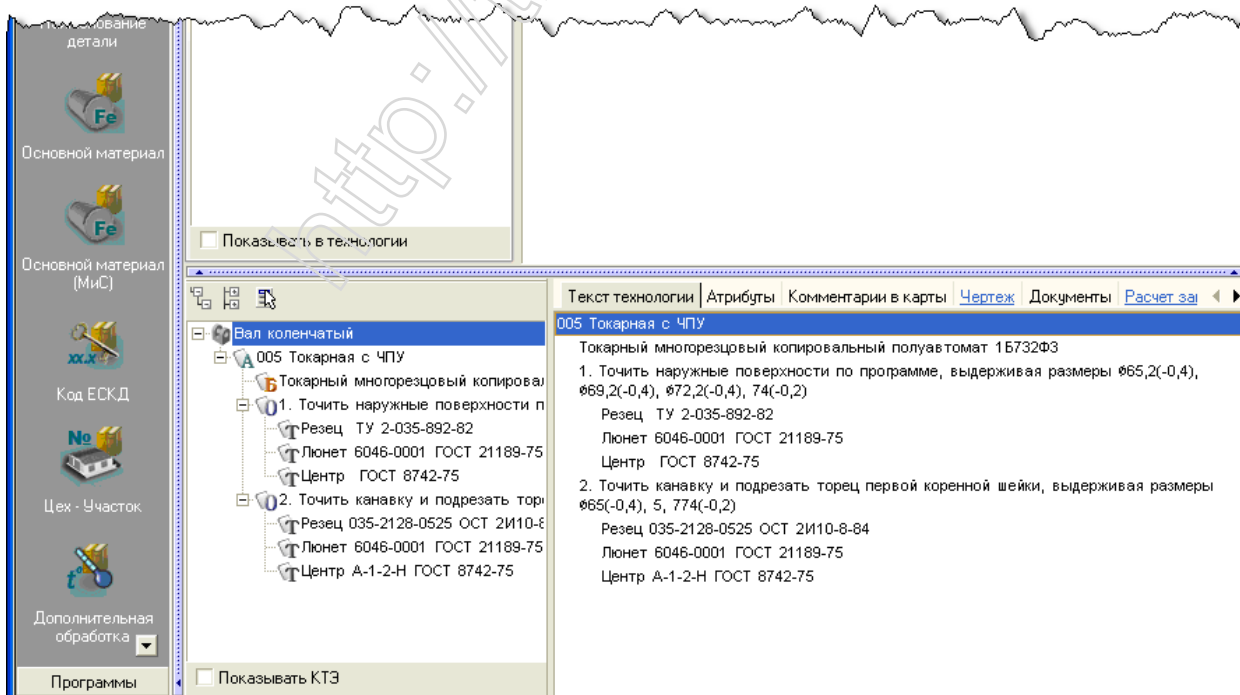 детали
Основной материал
Основной материал
(МиС)
Код ЕСКД
Цех - Участок
Дополнительная
обработка
Программы
Показывать в технологии
http://
Вал коленчатый
005 Токарная с ЧПУ
Токарный многорезцовый копировал
1. Точить наружные поверхности п
Резец ТУ 2-035-892-82
Люнет 6046-0001 ГОСТ 21189-75
Центр ГОСТ 8742-75
2. Точить канавку и подрезать тор
Резец 035-2128-0525 ОСТ 2И10-8
Люнет 6046-0001 ГОСТ 21189-75
Центр А-1-2-Н ГОСТ 8742-75
Показывать КТЭ
Текст технологии Атрибуты Комментарии в карты Чертеж Документы Расчет заг
005 Токарная с ЧПУ
Токарный многорезцовый копировальный полуавтомат 1Б732Ф3
1. Точить наружные поверхности по программе, выдерживая размеры ø65,2(-0,4),
ø69,2(-0,4), ø72,2(-0,4), 74(-0,2)
Резец ТУ 2-035-892-82
Люнет 6046-0001 ГОСТ 21189-75
Центр ГОСТ 8742-75
2. Точить канавку и подрезать торец первой коренной шейки, выдерживая размеры
ø65(-0,4), 5, 774(-0,2)
Резец 035-2128-0525 ОСТ 2И10-8-84
Люнет 6046-0001 ГОСТ 21189-75
Центр А-1-2-Н ГОСТ 8742-75